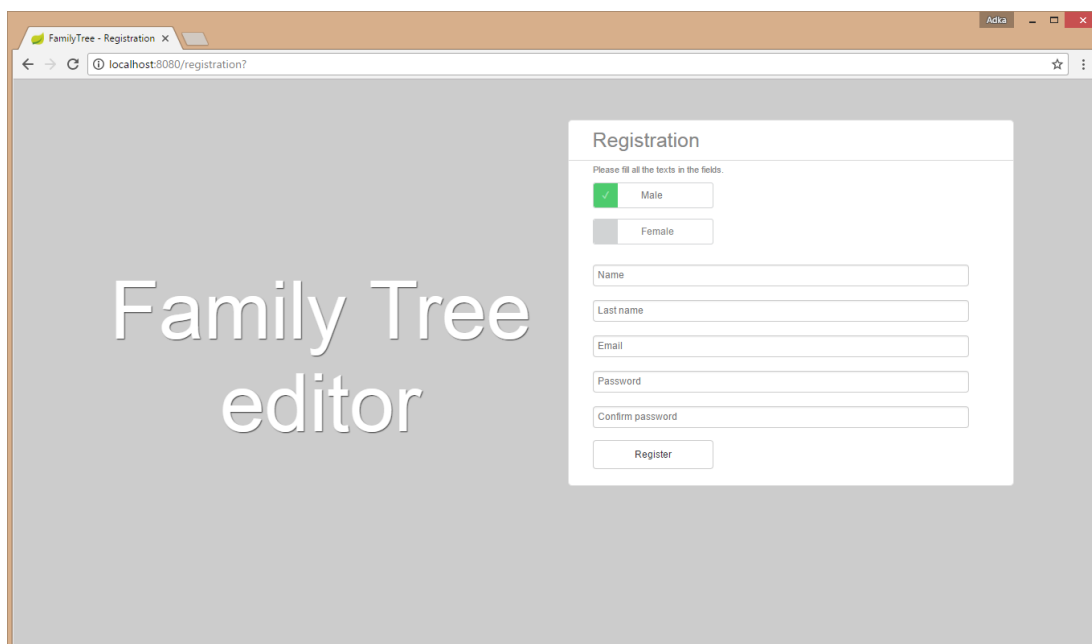 Adka
FamilyTree - Registration
localhost:8080/registration?
Registration
Please fill all the texts in the fields.
Male
Female
Family Tree
editor
Name
Last name
Email
Password
Confirm password
Register